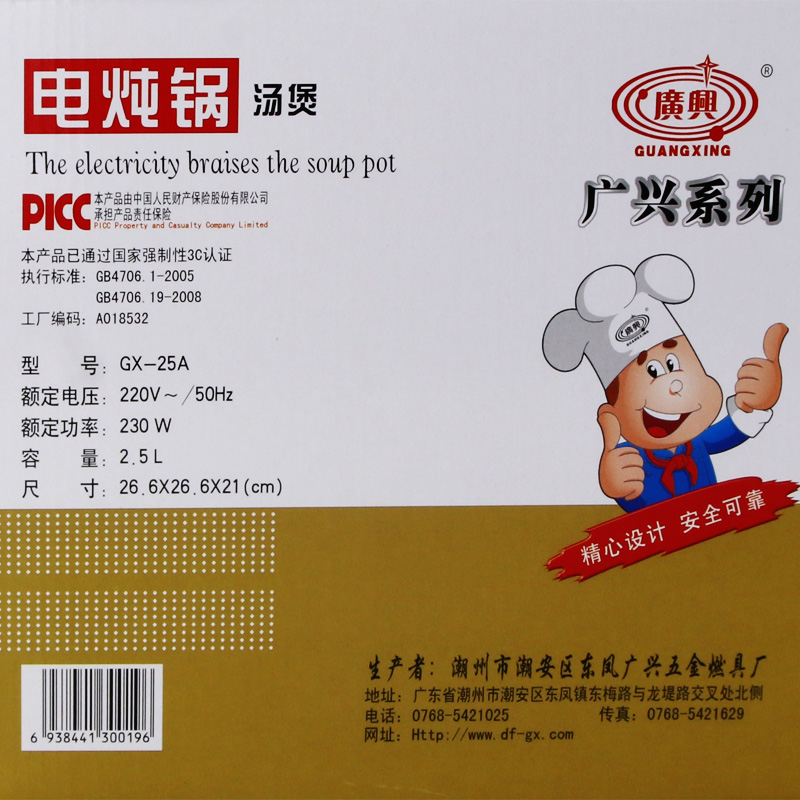 电炖锅 汤煲
The electricity braises the soup pot
PICC 本产品由中国人民财产保险股份有限公司
承担产品责任保险
PICC Property and Casualty Company Limited
本产品已通过国家强制性3C认证
执行标准：GB4706.1-2005
GB4706.19-2008
工厂编码：A018532
型 号：GX-25A
额定电压：220V～/50Hz
额定功率：230 W
容 量：2.5L
尺 寸：26.6X26.6X21(cm)
廣興
®
GUANGXING
广兴系列
廣興
GUANGXING
精心设计 安全可靠
6 938441 300196
生产者：潮州市潮安区东凤广兴五金燃具厂
地址：广东省潮州市潮安区东凤镇东梅路与龙堤路交叉处北侧
电话：0768-5421025 传真：0768-5421629
网址：Http://www.df-gx.com